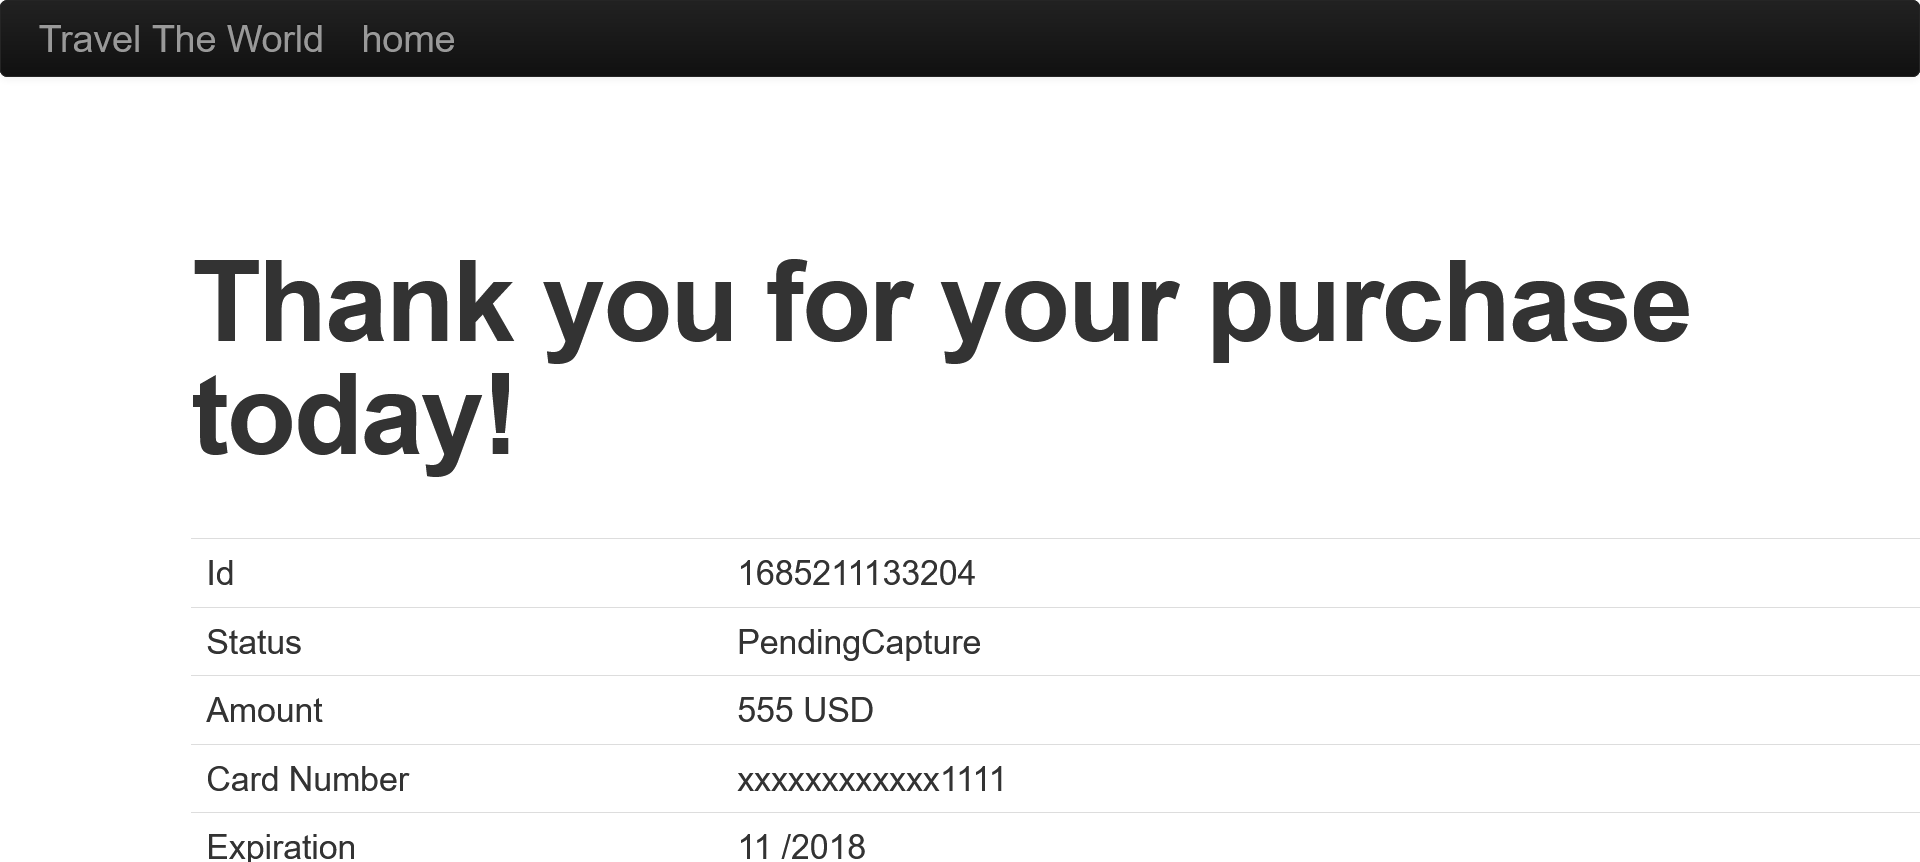 Travel The World home
Thank you for your purchase
today!
Id 1685211133204
Status PendingCapture
Amount 555 USD
Card Number xxxxxxxxxxxx1111
Expiration 11 /2018